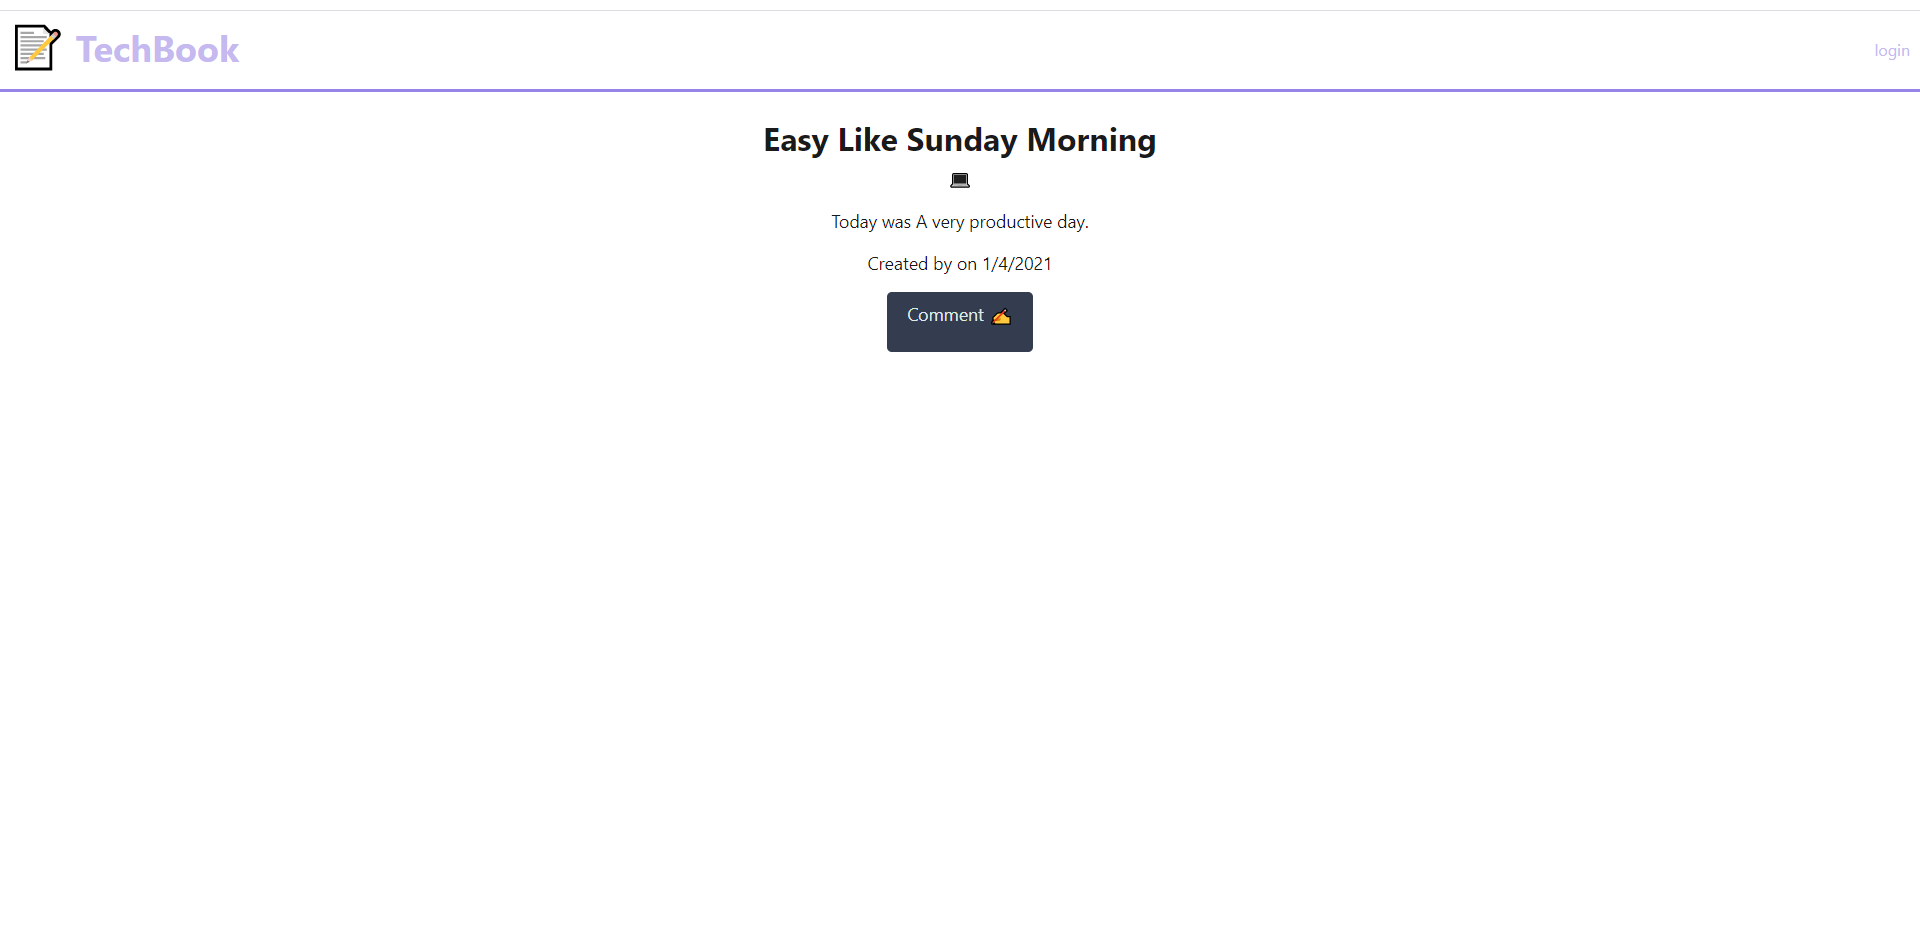 TechBook
login
Easy Like Sunday Morning
Today was A very productive day.
Created by on 1/4/2021
Comment ✍